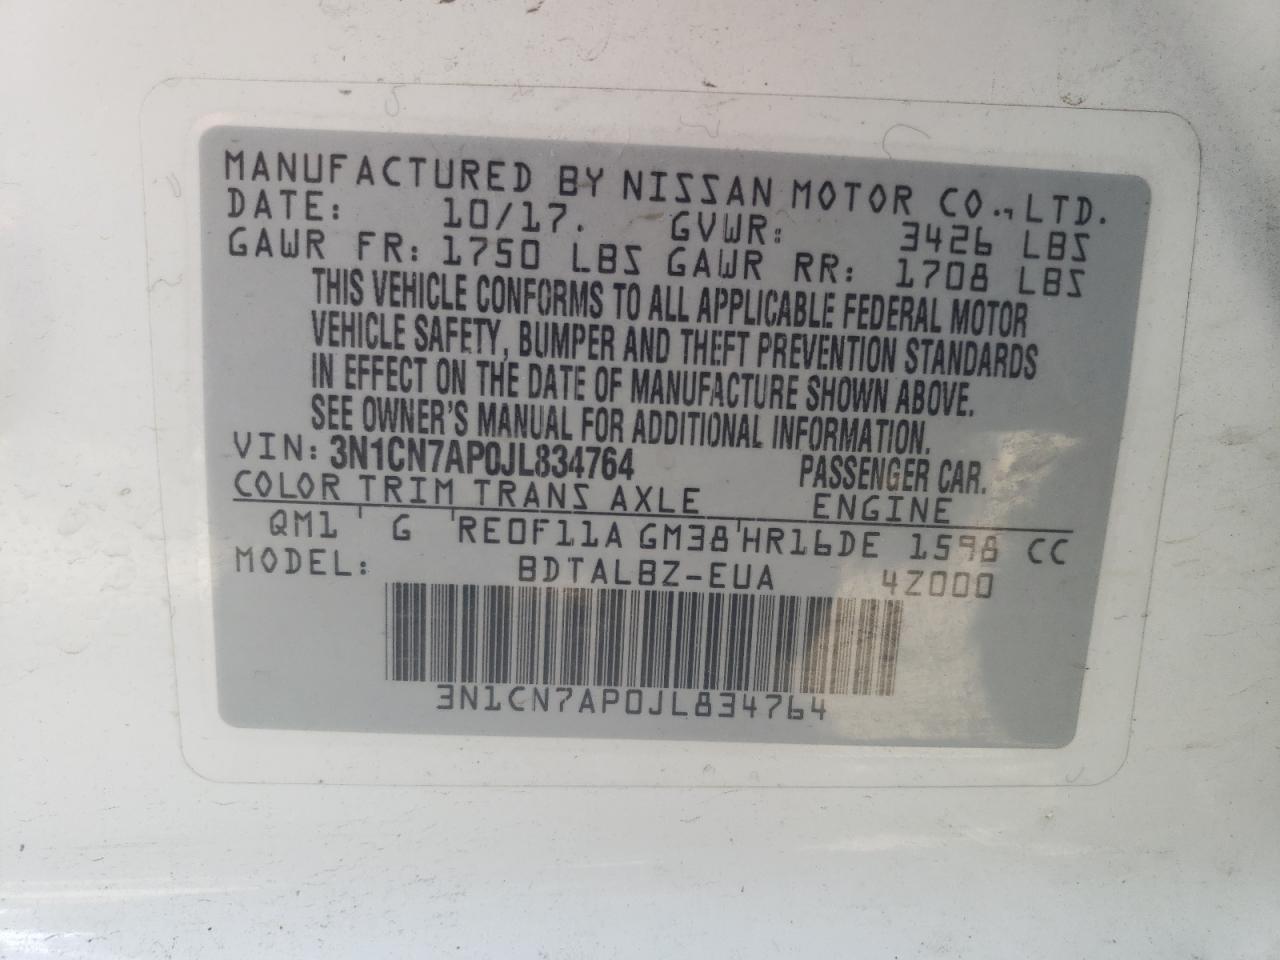 MANUFACTURED BY NISSAN MOTOR CO., LTD.
DATE: 10/17. GVWR: 3426 LBS
GAWR FR: 1750 LBS GAWR RR: 1708 LBS
THIS VEHICLE CONFORMS TO ALL APPLICABLE FEDERAL MOTOR
VEHICLE SAFETY, BUMPER AND THEFT PREVENTION STANDARDS
IN EFFECT ON THE DATE OF MANUFACTURE SHOWN ABOVE.
SEE OWNER'S MANUAL FOR ADDITIONAL INFORMATION.
VIN: 3N1CN7AP0JL834764 PASSENGER CAR.
COLOR TRIM TRANS AXLE ENGINE
QM1 G RE0F11A GM38 HR16DE 1598 CC
MODEL: BDTALBZ-EUA 4Z000
3N1CN7AP0JL834764